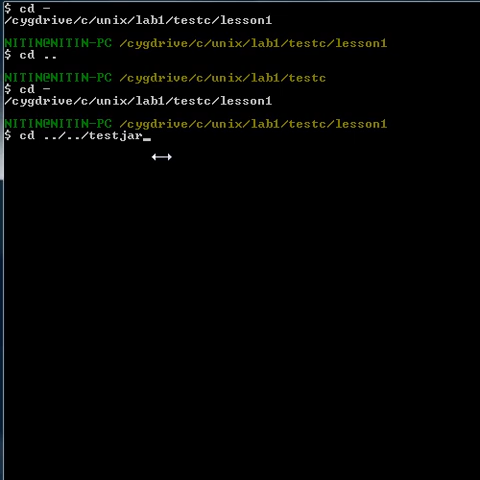 $ cd -
/cygdrive/c/unix/lab1/testc/lesson1
NITIN@NITIN-PC /cygdrive/c/unix/lab1/testc/lesson1
$ cd ..
NITIN@NITIN-PC /cygdrive/c/unix/lab1/testc
$ cd -
/cygdrive/c/unix/lab1/testc/lesson1
NITIN@NITIN-PC /cygdrive/c/unix/lab1/testc/lesson1
$ cd ../../testjar